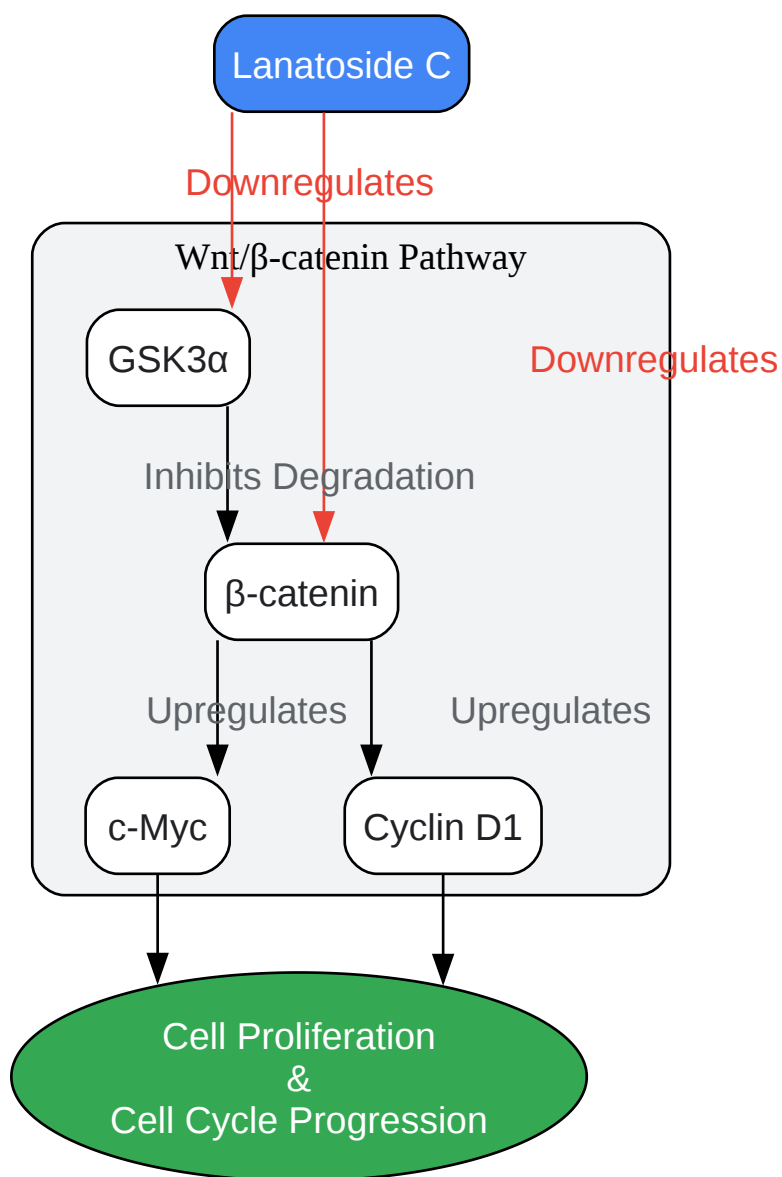 Lanatoside C
Downregulates
Wnt/β-catenin Pathway
GSK3α
Downregulates
Inhibits Degradation
β-catenin
Upregulates
Upregulates
c-Myc
Cyclin D1
Cell Proliferation
&
Cell Cycle Progression